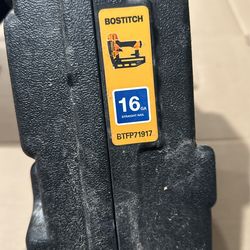 BOSTITCH
16 GA
STRAIGHT NAIL
BTFP71917